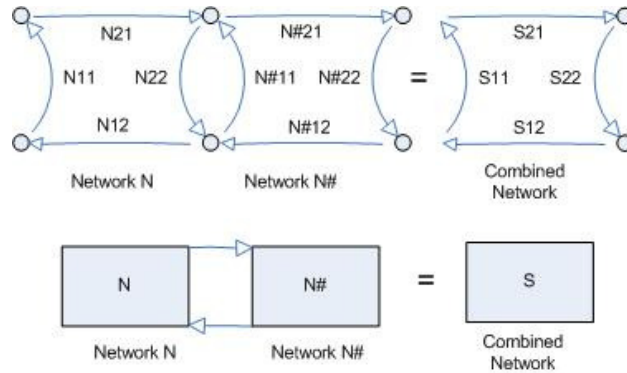 N21
N#21
S21
N11
N22
N#11
N#22
=
S11
S22
N12
N#12
S12
Network N
Network N#
Combined
Network
N
N#
=
S
Network N
Network N#
Combined
Network